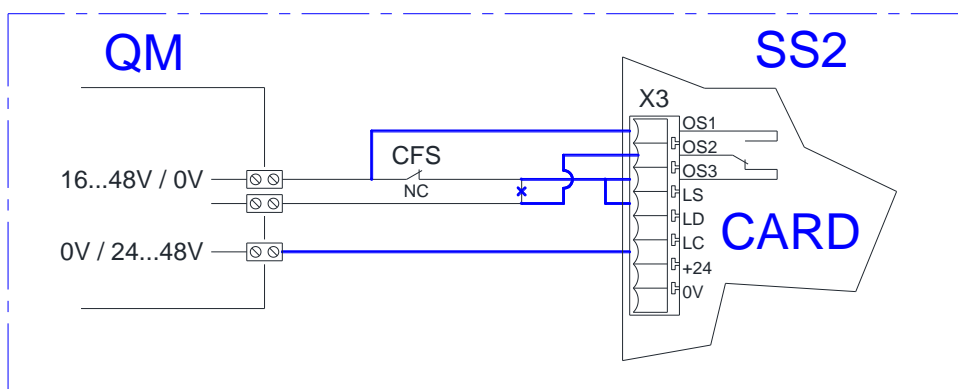 QM
SS2
X3
OS1
CFS
OS2
16...48V / 0V
OS3
NC
LS
LD
CARD
0V / 24...48V
LC
+24
0V